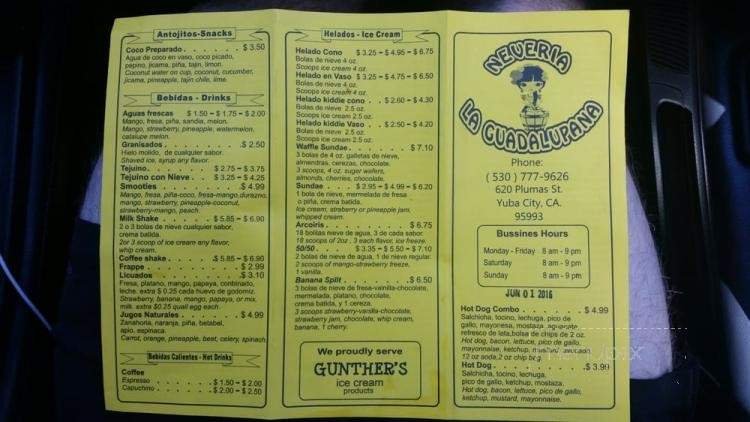 Antojitos-Snacks
Coco Preparado. . . . . . . $ 3.50
Agua de coco en vaso, coco picado,
pepino, jicama, piña, tajin, limon.
Coconut water on cup, coconut, cucumber,
jicama, pineapple, tajin chile, lime.
Bebidas - Drinks
Aguas frescas $ 1.50 - $ 1.75 - $ 2.00
Mango, fresa, piña, sandia, melon.
Mango, strawberry, pineapple, watermelon,
cataiupe melon.
Granisados. . . . . . . . . . $ 2.50
Hielo molido, de cualquier sabor.
Shaved ice, syrup any flavor.
Tejuino. . . . . . . $ 2.75 - $ 3.75
Tejuino con Nieve . . . $ 3.25 - $ 4.25
Smooties . . . . . . . . . . $ 4.99
Mango, fresa, piña-coco, fresa-mango.durazno,
mango, strawberry, pineapple-coconut,
strawberry-mango, peach.
Milk Shake . . . . . . $ 5.85 - $ 6.90
2 o 3 bolas de nieve cualquier sabor,
crema batida.
2or 3 scoop of ice cream any flavor,
whip cream.
Coffee shake. . . . . . $ 5.85 - $ 6.90
Frappe . . . . . . . . . . . $ 2.99
Licuados . . . . . . . . . . $ 3.10
Fresa, platano, mango, papaya, combinado,
leche. extra $ 0.25 cada huevo de godorniz.
Strawberry, banana, mango, papaya, or mix,
milk. extra $0.25 quail egg each.
Jugos Naturales . . . . . . . $ 4.99
Zanahoria, naranja, piña, betabel,
apio, espinaca.
Carrot, orange, pineapple, beet, celery, spinach.
Bebidas Calientes - Hot Drinks
Coffee
Espresso . . . . . . $ 1.50 - $ 2.00
Capuchino . . . . . . $ 2.00 - $ 2.50
Helados - Ice Cream
Helado Cono $ 3.25 - $ 4.95 - $ 6.75
Bolas de nieve 4 oz.
Scoops ice cream 4 oz.
Helado en Vaso $ 3.25 - $ 4.75 - $ 6.50
Bolas de nieve 4 oz.
Scoops ice cream 4 oz.
Helado kiddie cono . . $ 2.60 - $ 4.30
Bolas de nieve 2.5 oz.
Scoops ice cream 2.5 oz.
Helado kiddie Vaso . . $ 2.50 - $ 4.20
Bolas de nieve 2.5 oz.
Scoops ice cream 2.5 oz.
Waffle Sundae. . . . . . . . . $ 7.10
3 bolas de 4 oz. galletas de nieve,
almendras, cerezas, chocolate.
3 scoops, 4 oz. suger wafers,
almonds, cherries, chocolate.
Sundae . . . . $ 2.95 - $ 4.99 - $ 6.20
1 bola de nieve, mermelada de fresa
o piña, crema batida.
Ice cream, straberry or pineapple jam,
whipped cream.
Arcoiris . . . . . . . . . . $ 6.75
18 bolitas nieve de agua, 3 de cada sabor.
18 scoops of 2oz , 3 each flavor, ice freeze.
50/50 . . . . . $ 3.35 - $ 5.50 - $ 7.10
2 bolas de nieve de agua, 1 de nieve regular.
2 scoops of mango-strawberry freeze,
1 vanilla.
Banana Split . . . . . . . . . $ 6.50
3 bolas de nieve de fresa-vainilla-chocolate,
mermelada, platano, chocolate,
crema batida, y 1 cereza.
3 scoops strawberry-vanilla-chocolate,
strawberry jam, chocolate, whip cream,
banana, 1 cherry.
We proudly serve
GUNTHER'S
ice cream
products
NEVERIA
LA GUADALUPANA
Phone:
( 530 ) 777-9626
620 Plumas St.
Yuba City, CA.
95993
Bussines Hours
Monday - Friday 8 am - 9 pm
Saturday 8 am - 9 pm
Sunday 8 am - 9 pm
JUN 01 2016
Hot Dog Combo . . . . . . . . $ 4.99
Salchicha, tocino, lechuga, pico de
gallo, mayonesa, mostaza, aguacate,
refresco de lata,bolsa de chips de 2 oz.
Hot dog, bacon, lettuce, pico de gallo,
mayonnaise, ketchup, mustard,
12 oz soda,2 oz chip bag.
Hot Dog. . . . . . . . . . . . $ 3.99
Salchicha, tocino, lechuga,
pico de gallo, ketchup, mostaza.
Hot dog, bacon, lettuce, pico de gallo,
ketchup, mustard, mayonnaise.